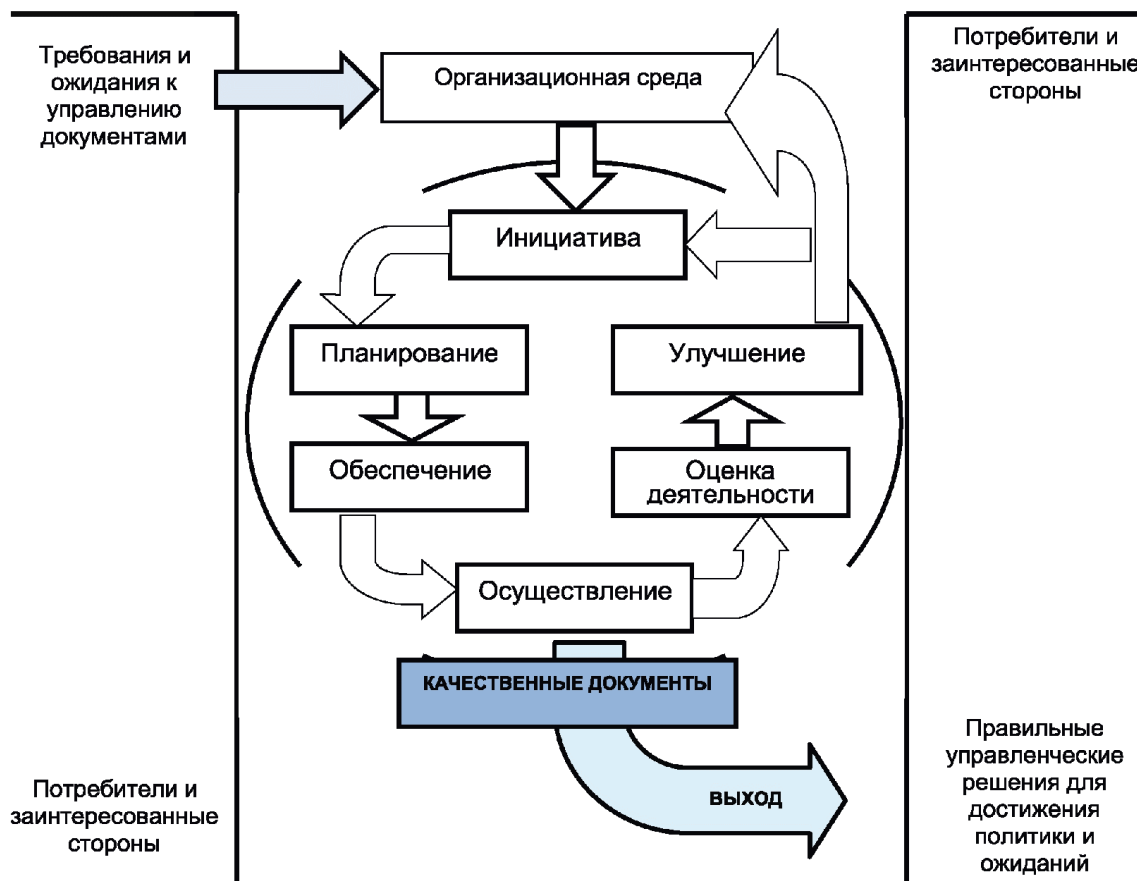 Требования и
ожидания к
управлению
документами
Организационная среда
Потребители и
заинтересованные
стороны
Инициатива
Планирование
Улучшение
Обеспечение
Оценка
деятельности
Осуществление
КАЧЕСТВЕННЫЕ ДОКУМЕНТЫ
выход
Потребители и
заинтересованные
стороны
Правильные
управленческие
решения для
достижения
политики и
ожиданий